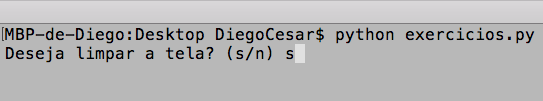 [MBP-de-Diego:Desktop DiegoCesar$ python exercicios.py
Deseja limpar a tela? (s/n) s